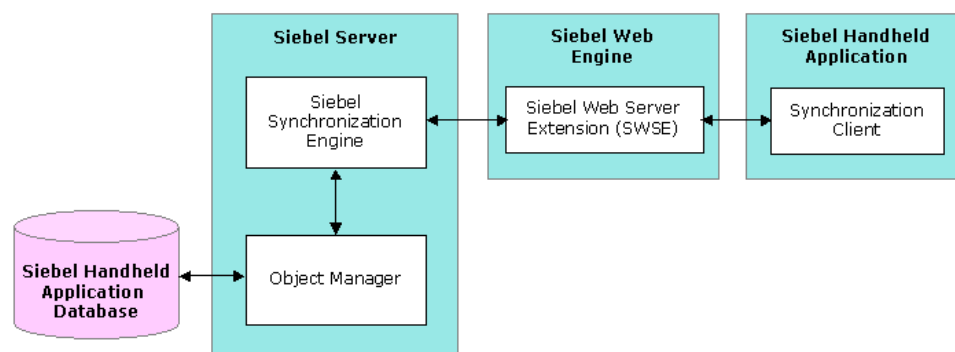 Siebel Server
Siebel Web
Engine
Siebel Handheld
Application
Siebel
Synchronization
Engine
Siebel Web Server
Extension (SWSE)
Synchronization
Client
Siebel Handheld
Application
Database
Object Manager